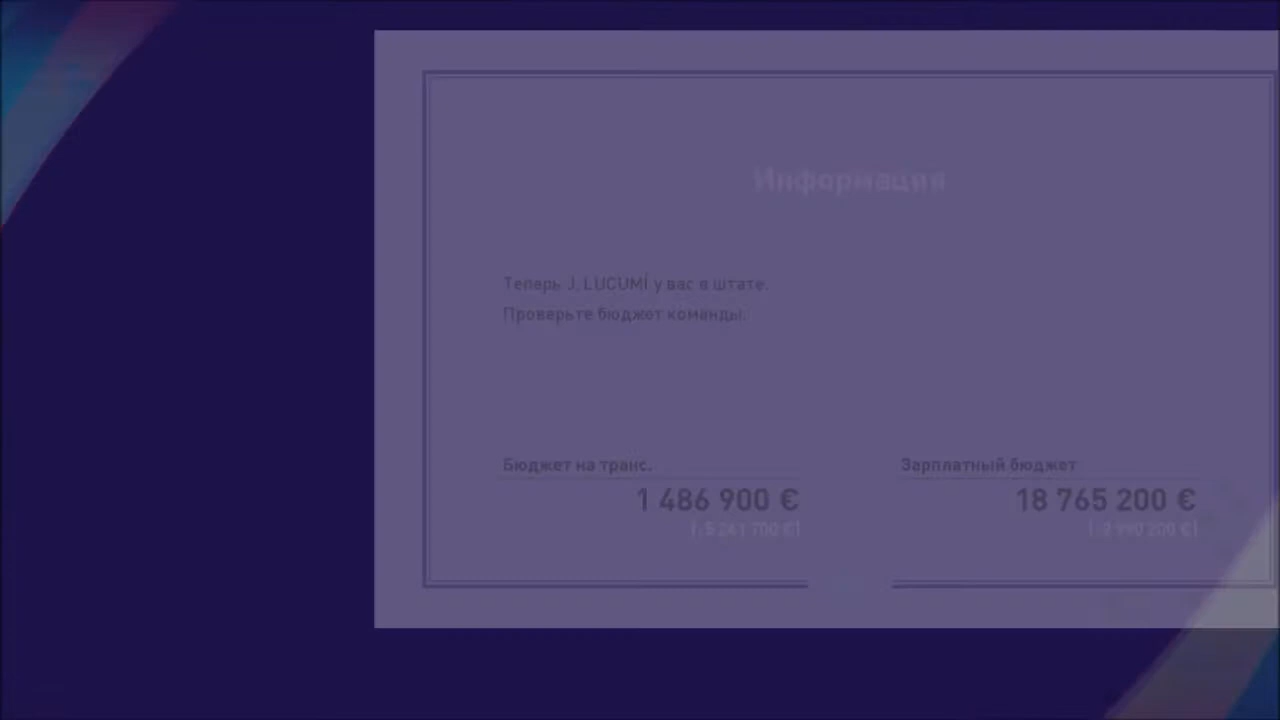 Информация
Теперь J. LUCUMÍ у вас в штате.
Проверьте бюджет команды.
Бюджет на транс.
Зарплатный бюджет
1 486 900 €
18 765 200 €